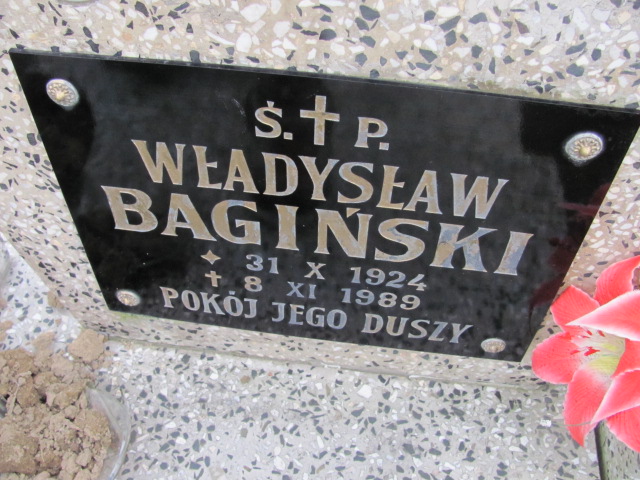 Ś. † P.
WŁADYSŁAW
BAGIŃSKI
✦ 31 X 1924
† 8 XI 1989
POKÓJ JEGO DUSZY